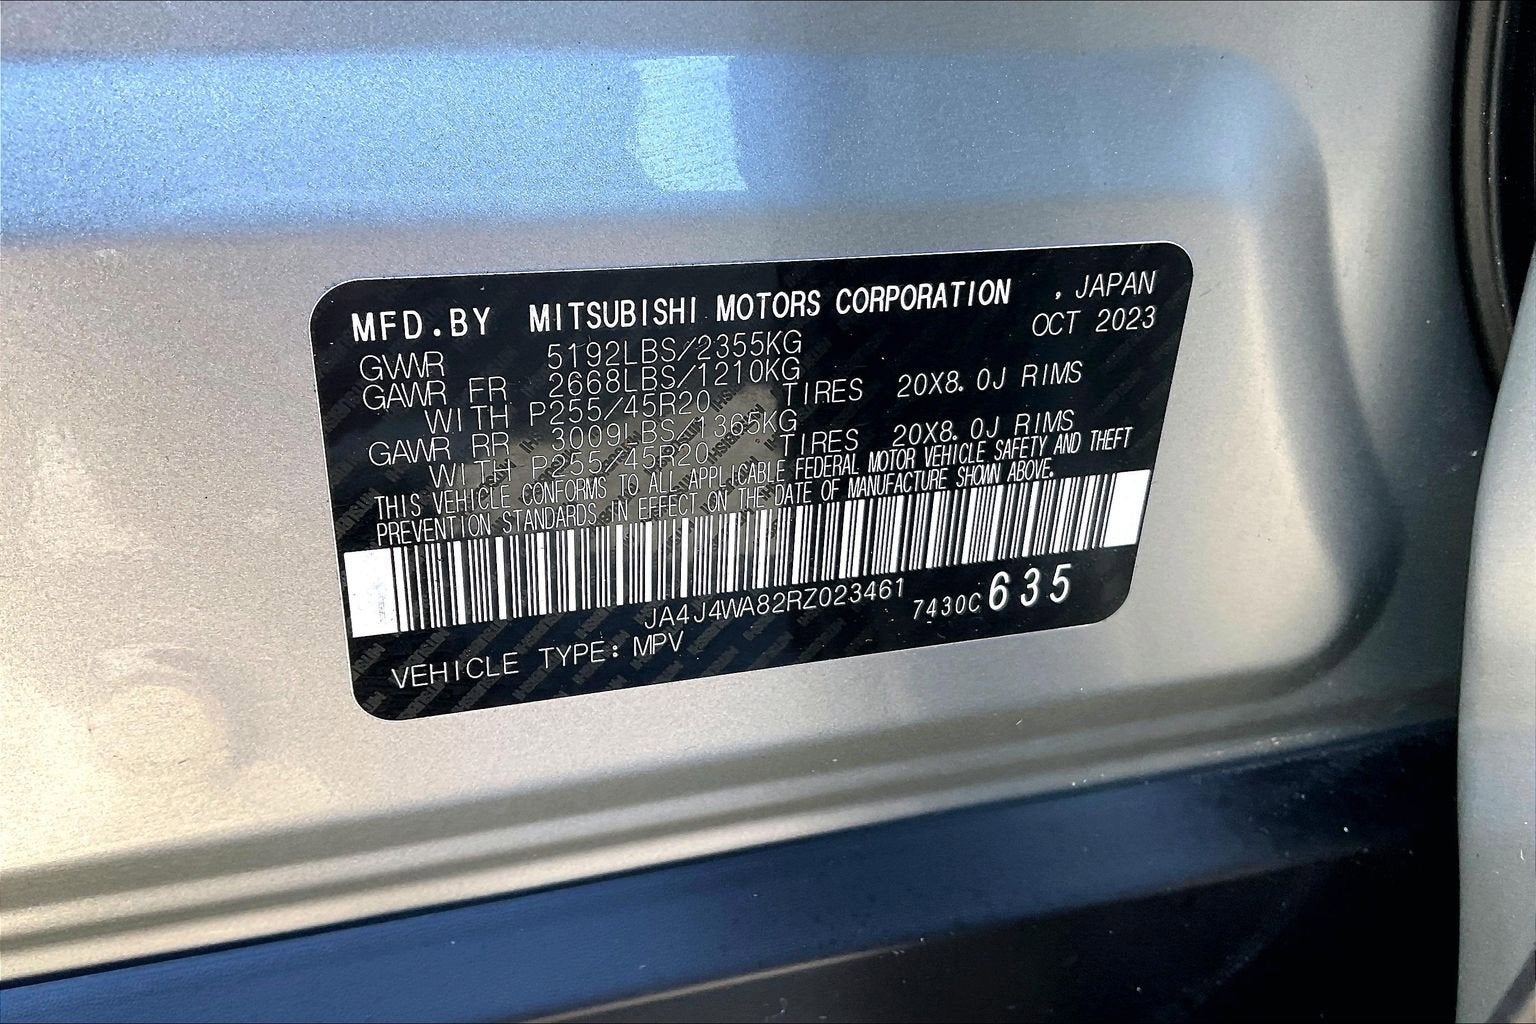 MFD.BY MITSUBISHI MOTORS CORPORATION , JAPAN
OCT 2023
GVWR 5192LBS/2355KG
GAWR FR 2668LBS/1210KG
WITH P255/45R20 TIRES 20X8.0J RIMS
GAWR RR 3009LBS/1365KG
WITH P255/45R20 TIRES 20X8.0J RIMS
THIS VEHICLE CONFORMS TO ALL APPLICABLE FEDERAL MOTOR VEHICLE SAFETY AND THEFT
PREVENTION STANDARDS IN EFFECT ON THE DATE OF MANUFACTURE SHOWN ABOVE.
JA4J4WA82RZ023461 7430C 635
VEHICLE TYPE: MPV